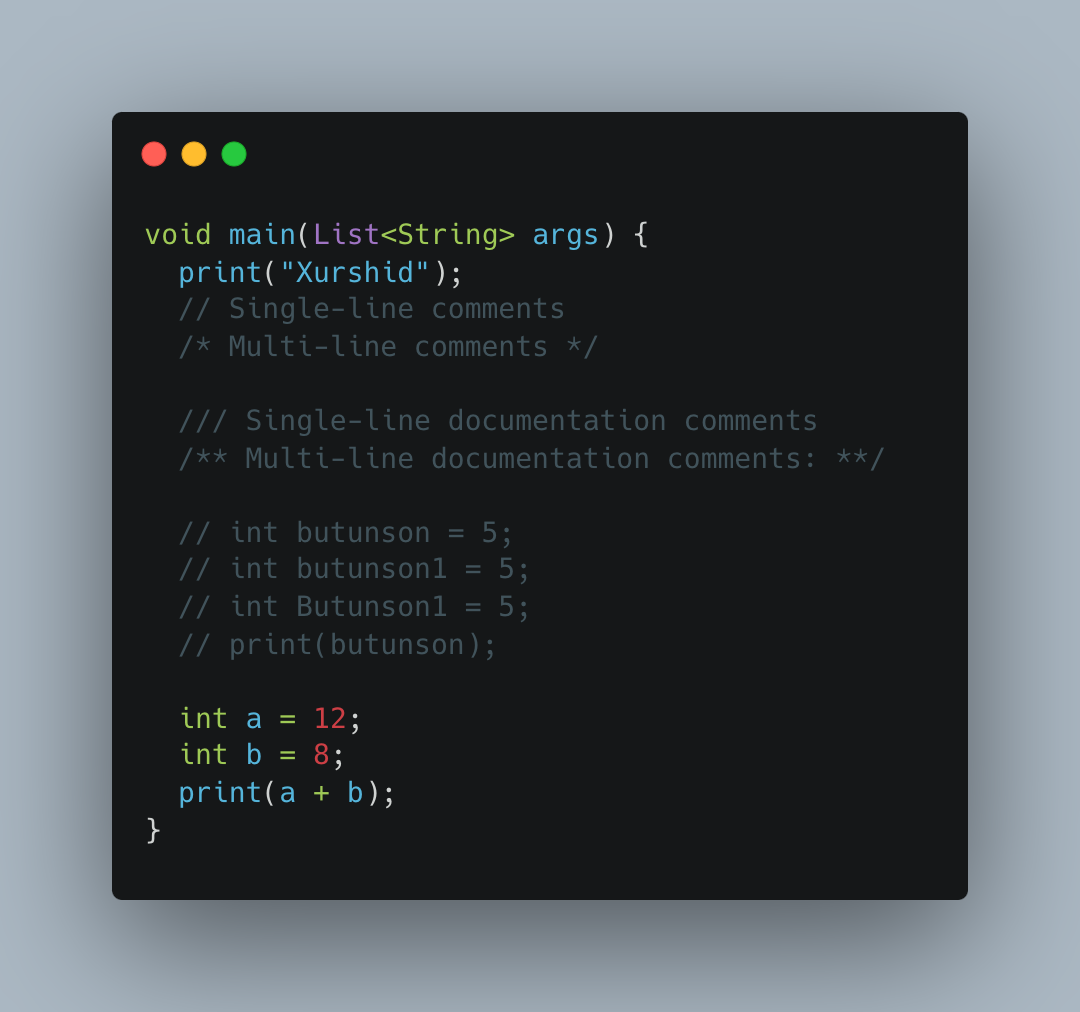 void main(List<String> args) {
  print("Xurshid");
  // Single-line comments
  /* Multi-line comments */

  /// Single-line documentation comments
  /** Multi-line documentation comments: **/

  // int butunson = 5;
  // int butunson1 = 5;
  // int Butunson1 = 5;
  // print(butunson);

  int a = 12;
  int b = 8;
  print(a + b);
}